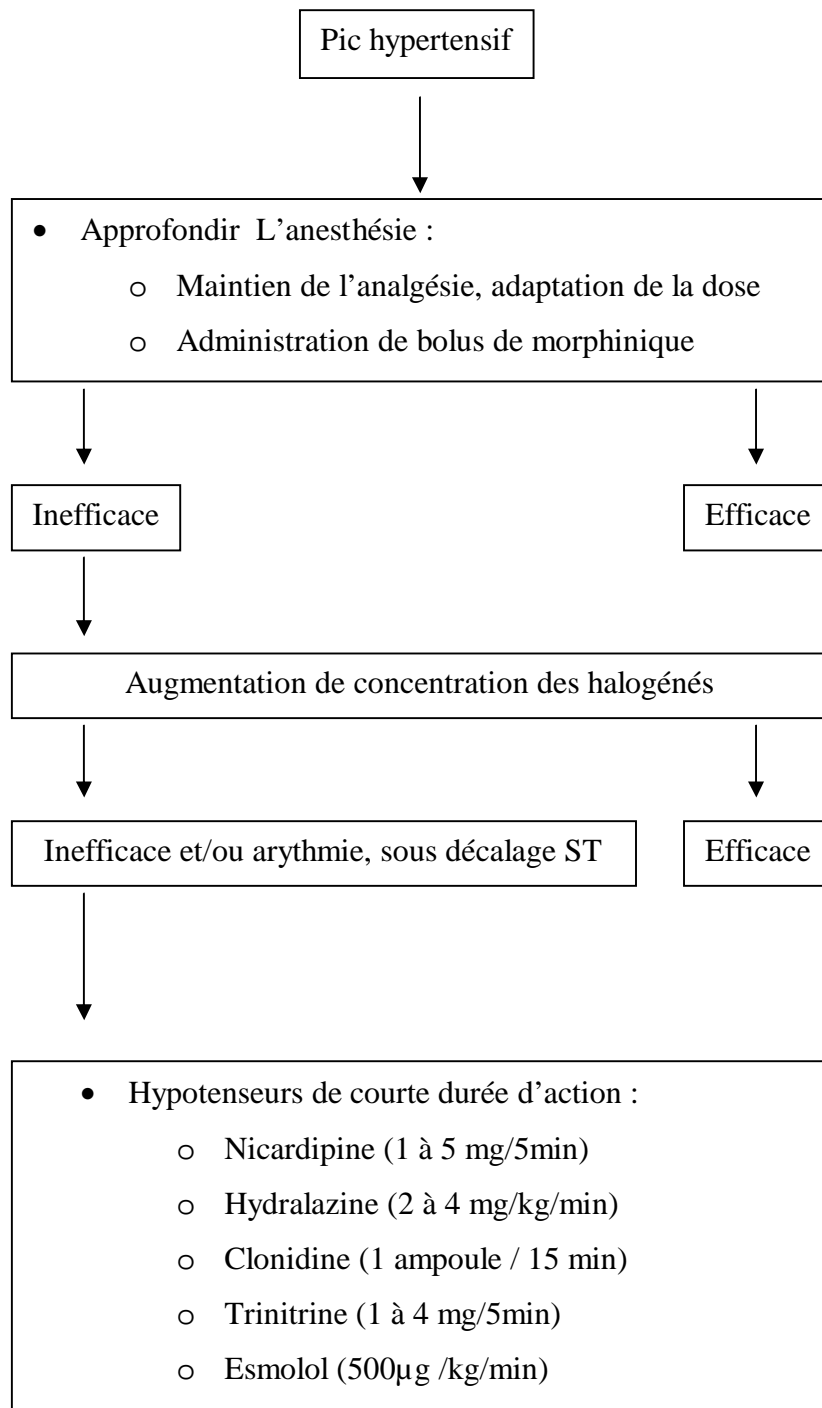 Pic hypertensif
• Approfondir L’anesthésie :
o Maintien de l’analgésie, adaptation de la dose
o Administration de bolus de morphinique
Inefficace
Efficace
Augmentation de concentration des halogénés
Inefficace et/ou arythmie, sous décalage ST
Efficace
• Hypotenseurs de courte durée d’action :
o Nicardipine (1 à 5 mg/5min)
o Hydralazine (2 à 4 mg/kg/min)
o Clonidine (1 ampoule / 15 min)
o Trinitrine (1 à 4 mg/5min)
o Esmolol (500µg /kg/min)